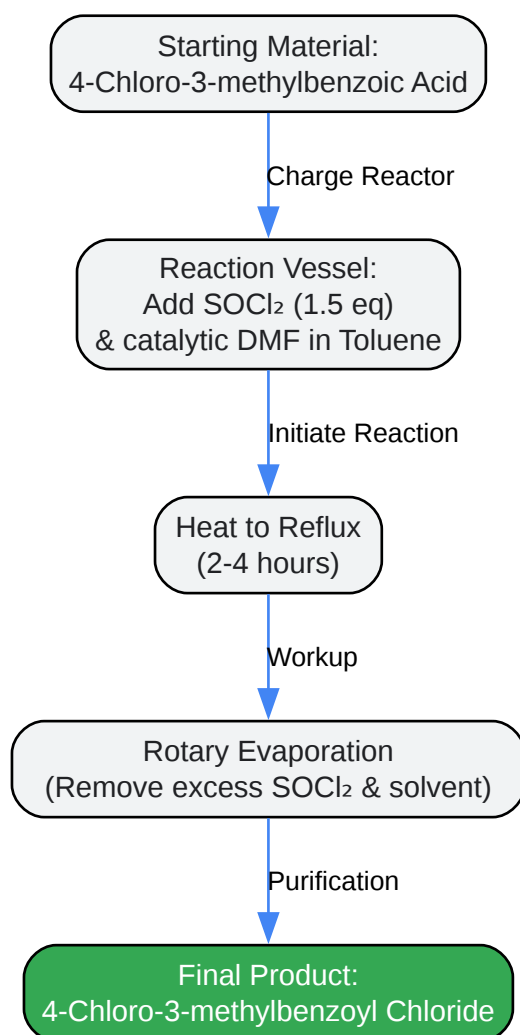 Starting Material:
4-Chloro-3-methylbenzoic Acid
Charge Reactor
Reaction Vessel:
Add SOCl₂ (1.5 eq)
& catalytic DMF in Toluene
Initiate Reaction
Heat to Reflux
(2-4 hours)
Workup
Rotary Evaporation
(Remove excess SOCl₂ & solvent)
Purification
Final Product:
4-Chloro-3-methylbenzoyl Chloride